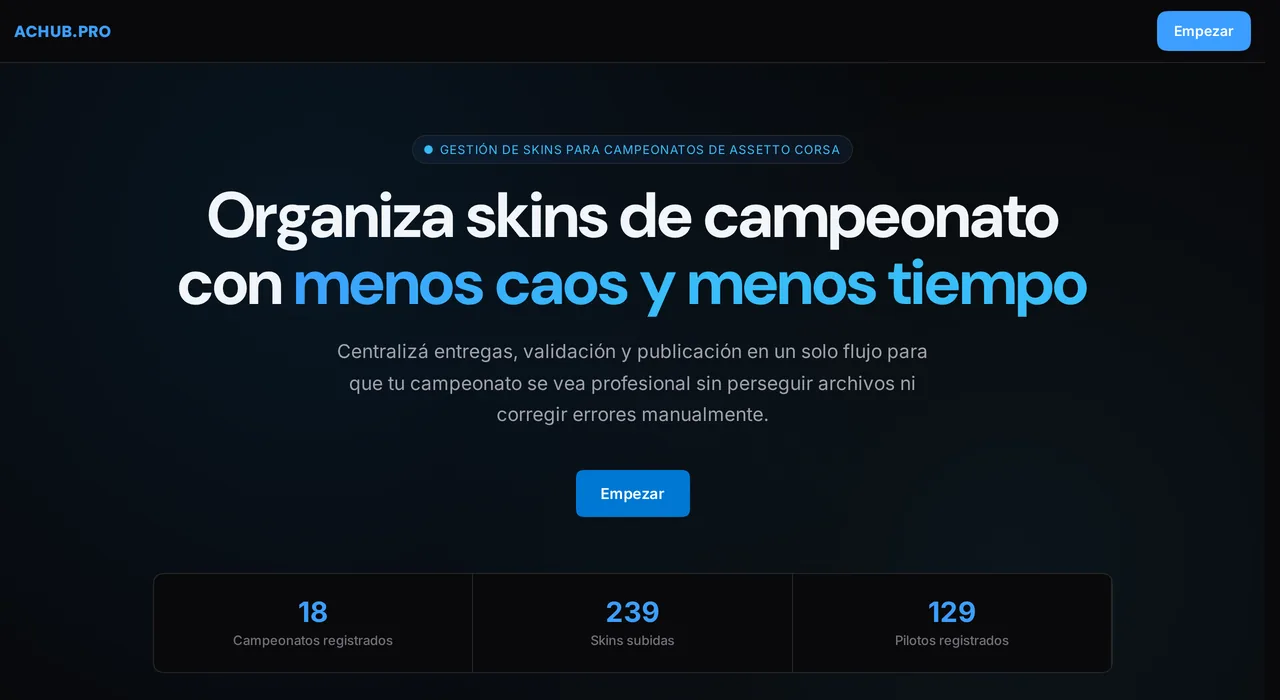 ACHUB.PRO
Empezar
GESTIÓN DE SKINS PARA CAMPEONATOS DE ASSETTO CORSA
Organiza skins de campeonato
con menos caos y menos tiempo
Centralizá entregas, validación y publicación en un solo flujo para
que tu campeonato se vea profesional sin perseguir archivos ni
corregir errores manualmente.
Empezar
18
Campeonatos registrados
239
Skins subidas
129
Pilotos registrados